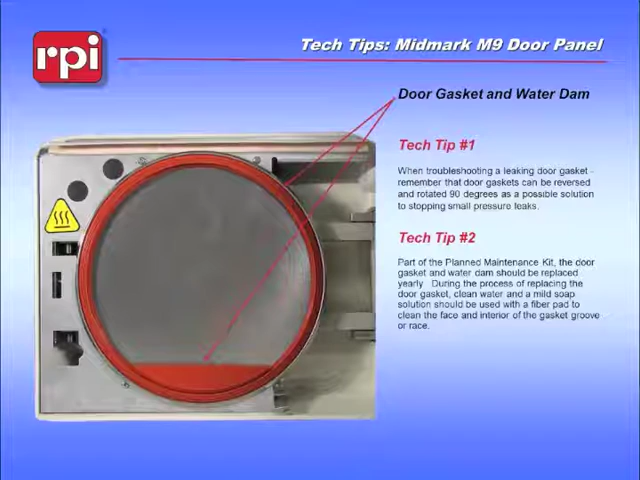 rpi
Tech Tips: Midmark M9 Door Panel
Door Gasket and Water Dam
Tech Tip #1
When troubleshooting a leaking door gasket -
remember that door gaskets can be reversed
and rotated 90 degrees as a possible solution
to stopping small pressure leaks.
Tech Tip #2
Part of the Planned Maintenance Kit, the door
gasket and water dam should be replaced
yearly During the process of replacing the
door gasket, clean water and a mild soap
solution should be used with a fiber pad to
clean the face and interior of the gasket groove
or race.